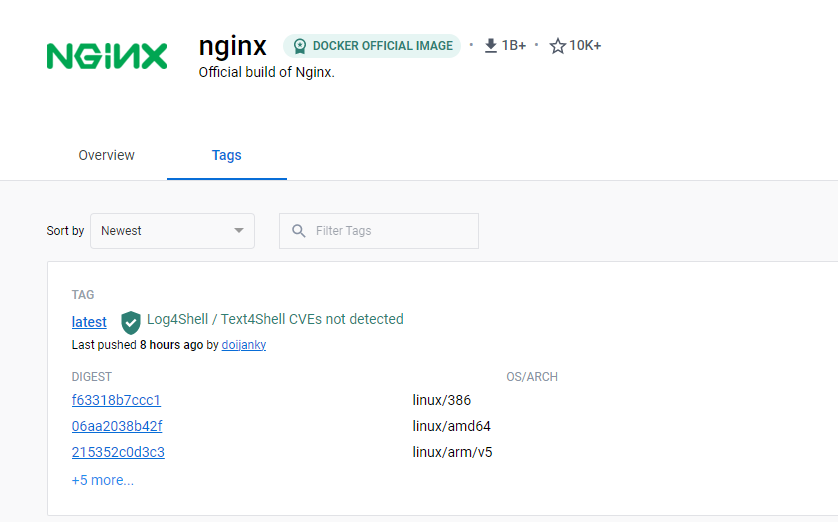 NGINX
nginx DOCKER OFFICIAL IMAGE · 1B+ · 10K+
Official build of Nginx.
Overview Tags
Sort by Newest Filter Tags
TAG
latest Log4Shell / Text4Shell CVEs not detected
Last pushed 8 hours ago by doijanky
DIGEST OS/ARCH
f63318b7ccc1 linux/386
06aa2038b42f linux/amd64
215352c0d3c3 linux/arm/v5
+5 more...